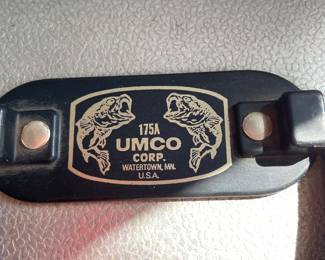 175A
UMCO
CORP.
WATERTOWN, MN.
U.S.A.